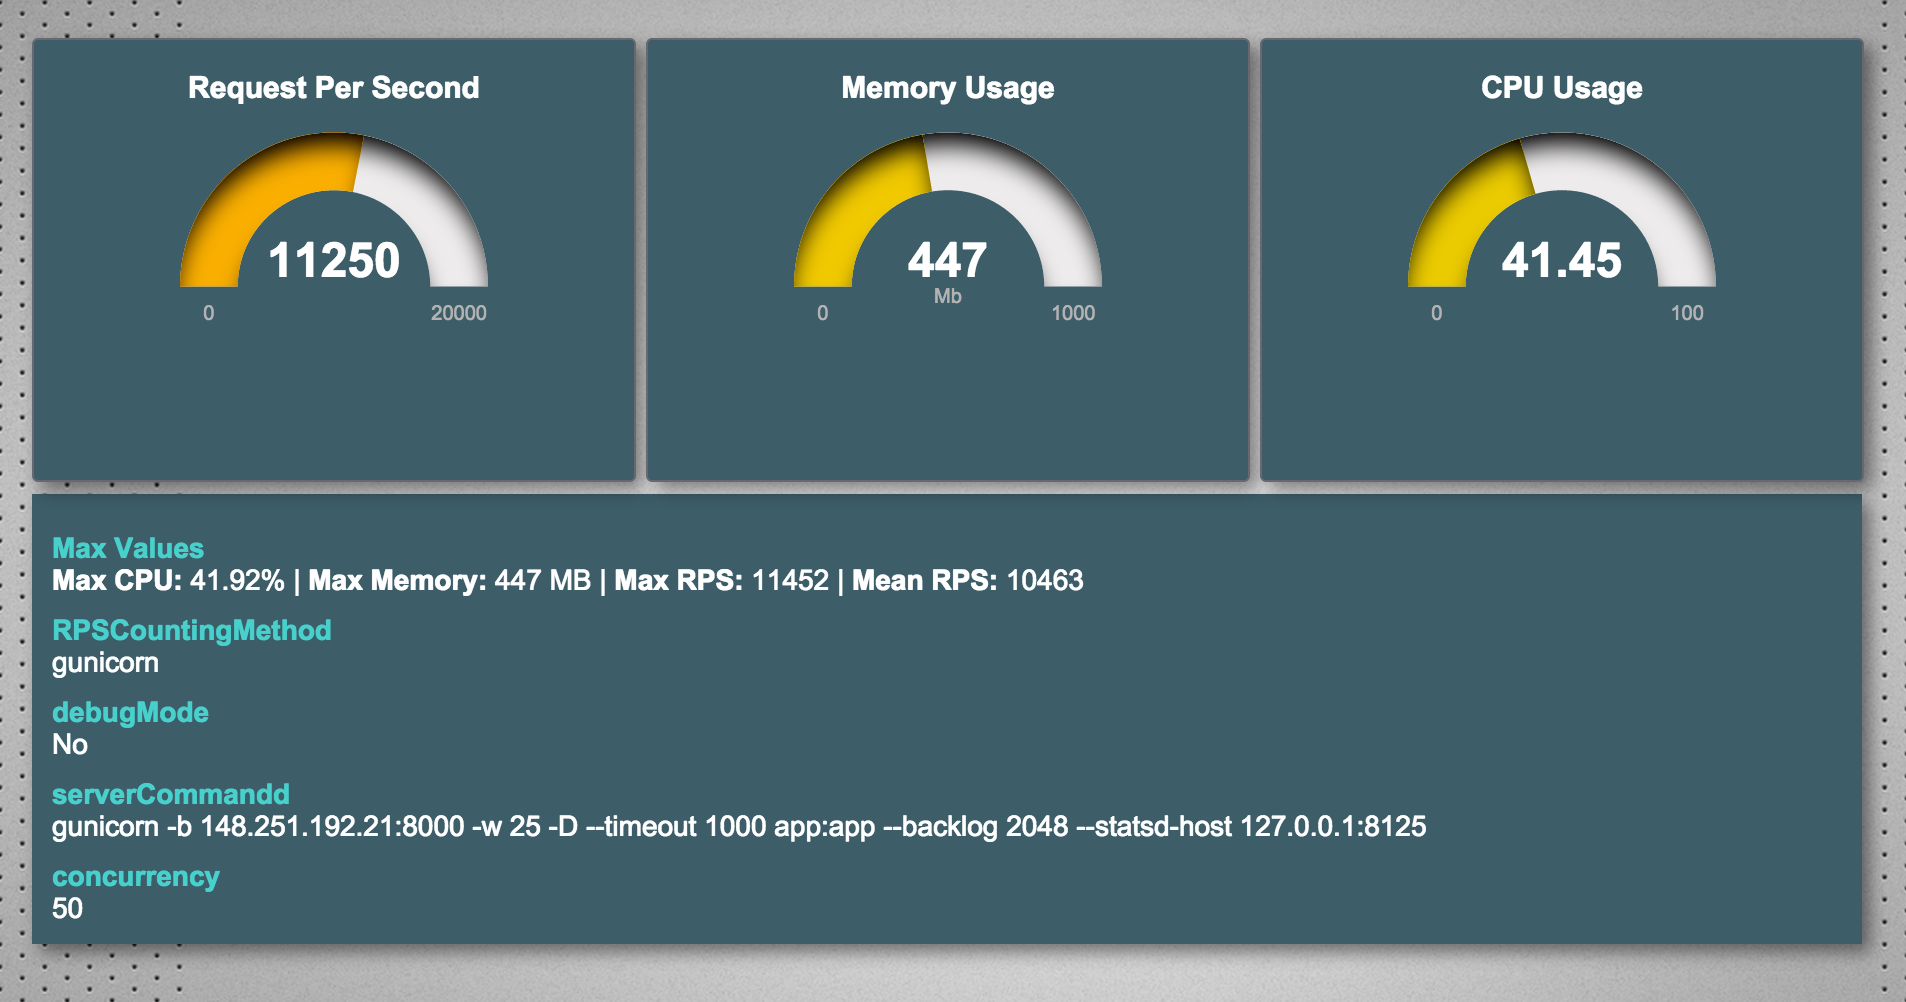 Request Per Second
11250
0
20000
Memory Usage
447
Mb
0
1000
CPU Usage
41.45
0
100
Max Values
Max CPU: 41.92% | Max Memory: 447 MB | Max RPS: 11452 | Mean RPS: 10463
RPSCountingMethod
gunicorn
debugMode
No
serverCommandd
gunicorn -b 148.251.192.21:8000 -w 25 -D --timeout 1000 app:app --backlog 2048 --statsd-host 127.0.0.1:8125
concurrency
50